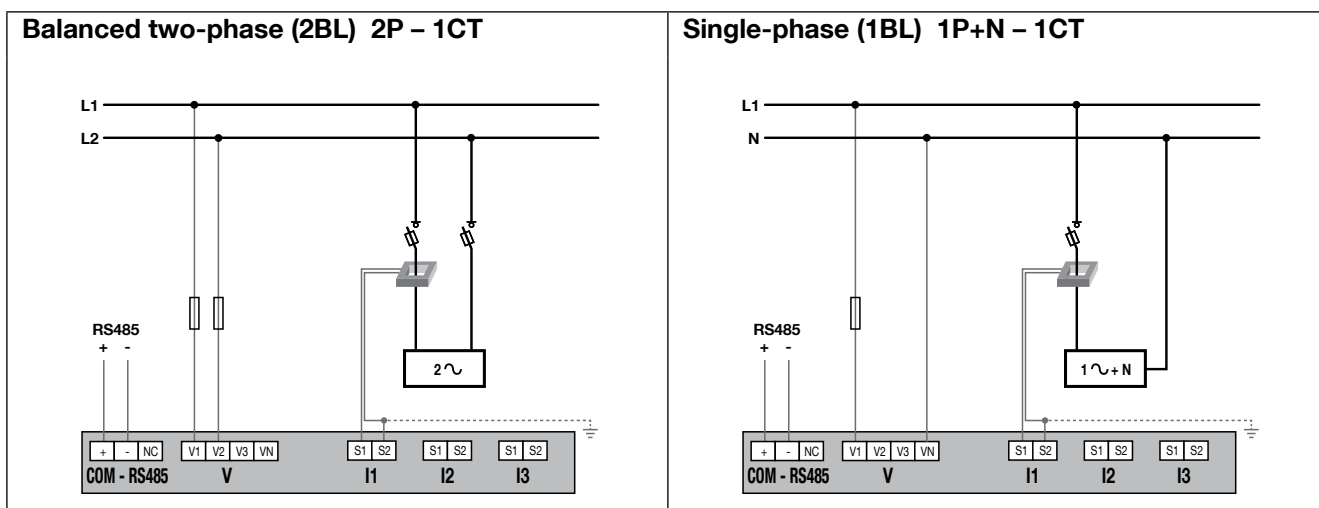 Balanced two-phase (2BL) 2P – 1CT
L1
L2
RS485
+ -
2
+ - NC V1 V2 V3 VN S1 S2 S1 S2 S1 S2
COM - RS485 V I1 I2 I3
Single-phase (1BL) 1P+N – 1CT
L1
N
RS485
+ -
1 + N
+ - NC V1 V2 V3 VN S1 S2 S1 S2 S1 S2
COM - RS485 V I1 I2 I3